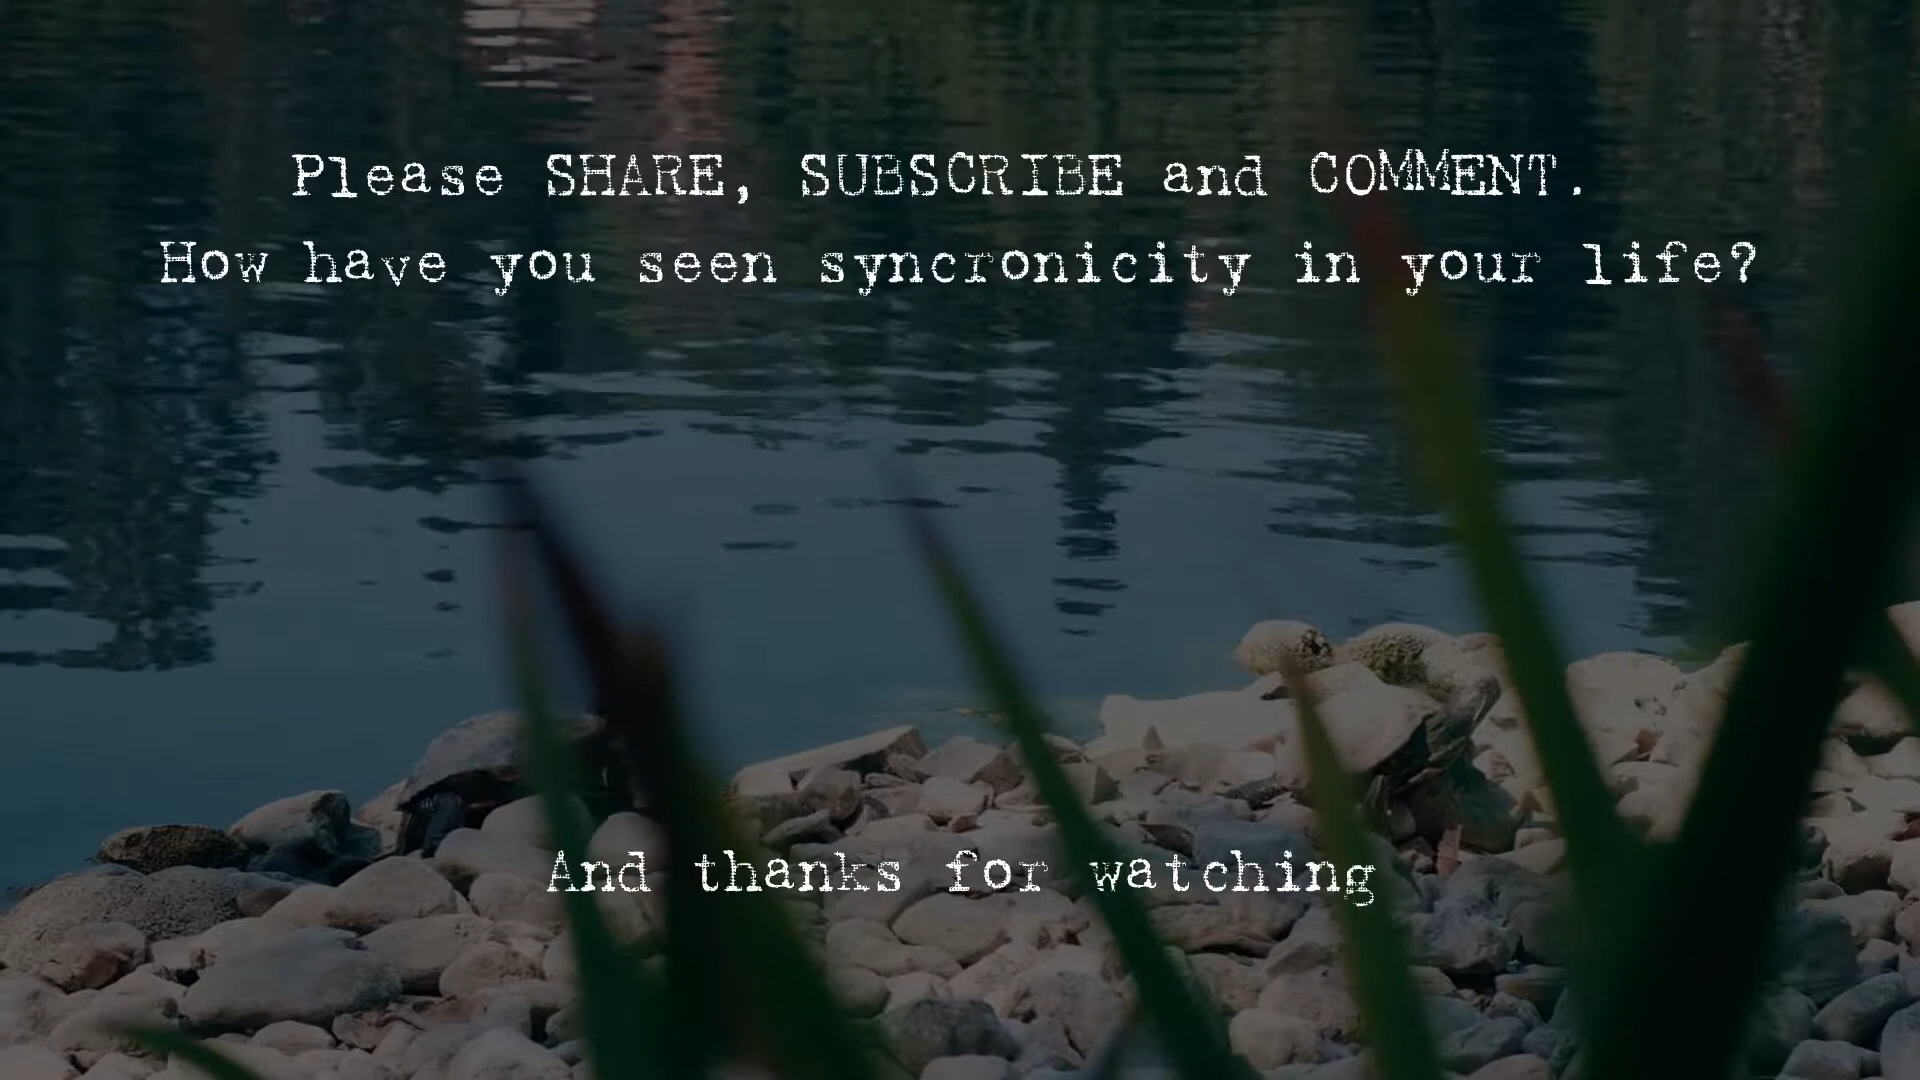 Please SHARE, SUBSCRIBE and COMMENT.
How have you seen syncronicity in your life?
And thanks for watching